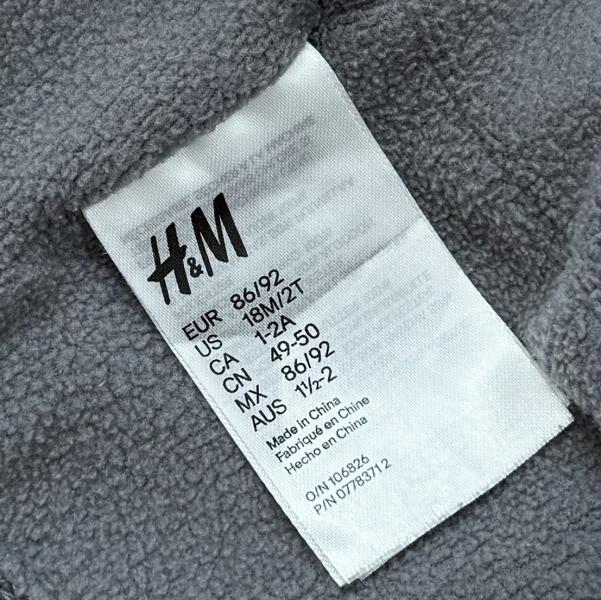 H&M
EUR 86/92
US 18M/2T
CA 1-2A
CN 49-50
MX 86/92
AUS 1½-2
Made in China
Fabriqué en Chine
Hecho en China
O/N 106826
P/N 07783712